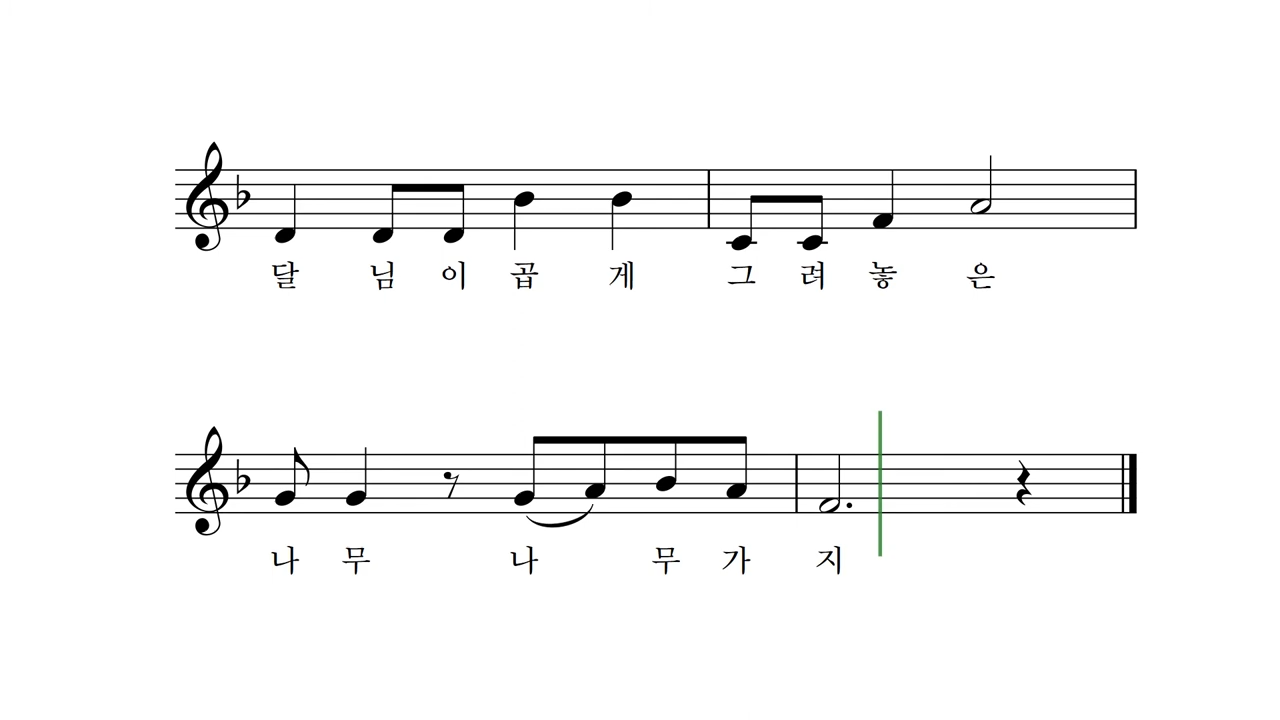 달 님 이 곱 게 그 려 놓 은
나 무 나 무 가 지